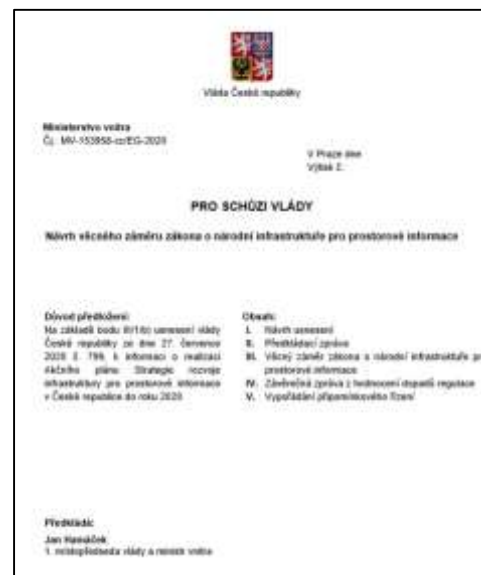 Vláda České republiky
Ministerstvo vnitra
Čj. MV-153958-/EG-2020
V Praze dne
Výtisk č.
PRO SCHŮZI VLÁDY
Návrh věcného záměru zákona o národní infrastruktuře pro prostorové informace
Důvod předložení:
Na základě bodu usnesení vlády
České republiky ze dne 27. července
2020 č. 799, k informaci o realizaci
Akčního plánu Strategie rozvoje
infrastruktury pro prostorové informace
v České republice do roku 2020
Obsah:
I. Návrh usnesení
II. Předkládací zpráva
III. Věcný záměr zákona o národní infrastruktuře pro
prostorové informace
IV. Závěrečná zpráva z hodnocení dopadů regulace
V. Vypořádání připomínkového řízení
Předkládá:
Jan Hamáček
1. místopředseda vlády a ministr vnitra